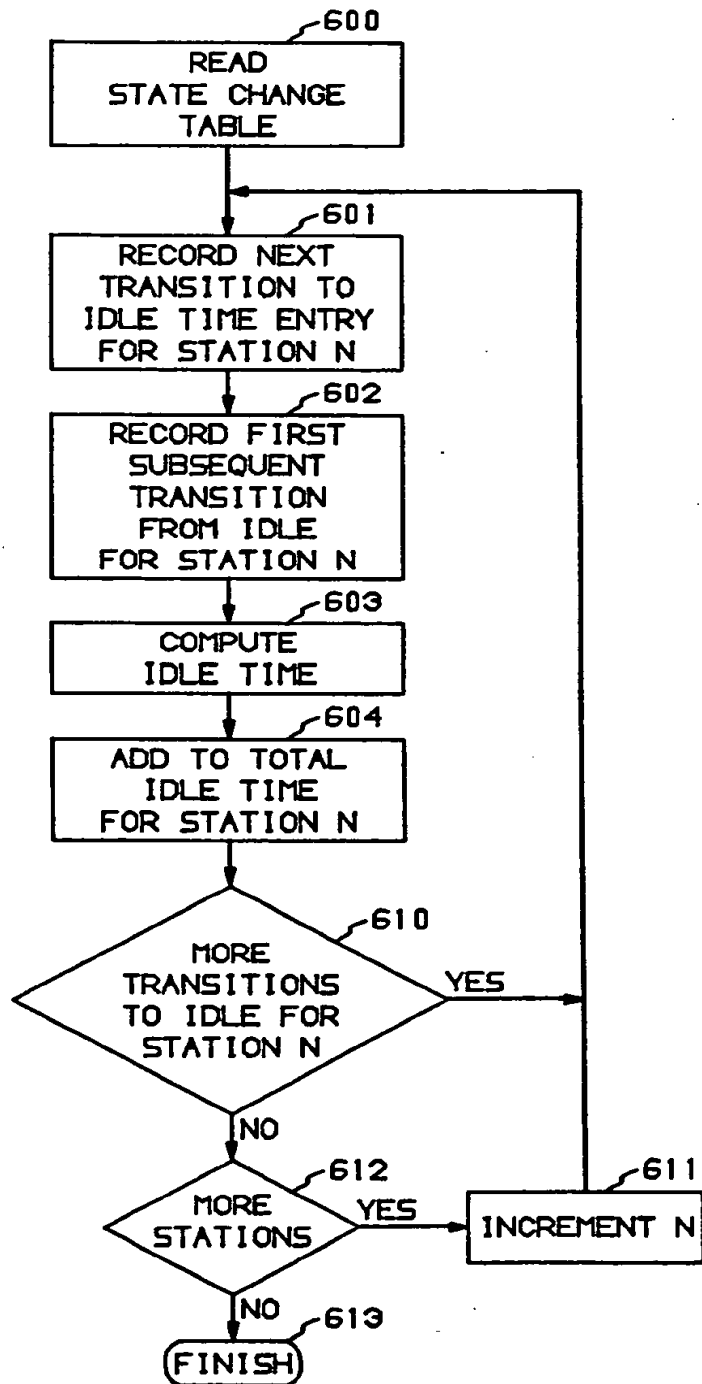 600
READ
STATE CHANGE
TABLE
601
RECORD NEXT
TRANSITION TO
IDLE TIME ENTRY
FOR STATION N
602
RECORD FIRST
SUBSEQUENT
TRANSITION
FROM IDLE
FOR STATION N
603
COMPUTE
IDLE TIME
604
ADD TO TOTAL
IDLE TIME
FOR STATION N
610
MORE
TRANSITIONS
TO IDLE FOR
STATION N
YES
NO
612
MORE
STATIONS
YES
611
INCREMENT N
NO
613
FINISH